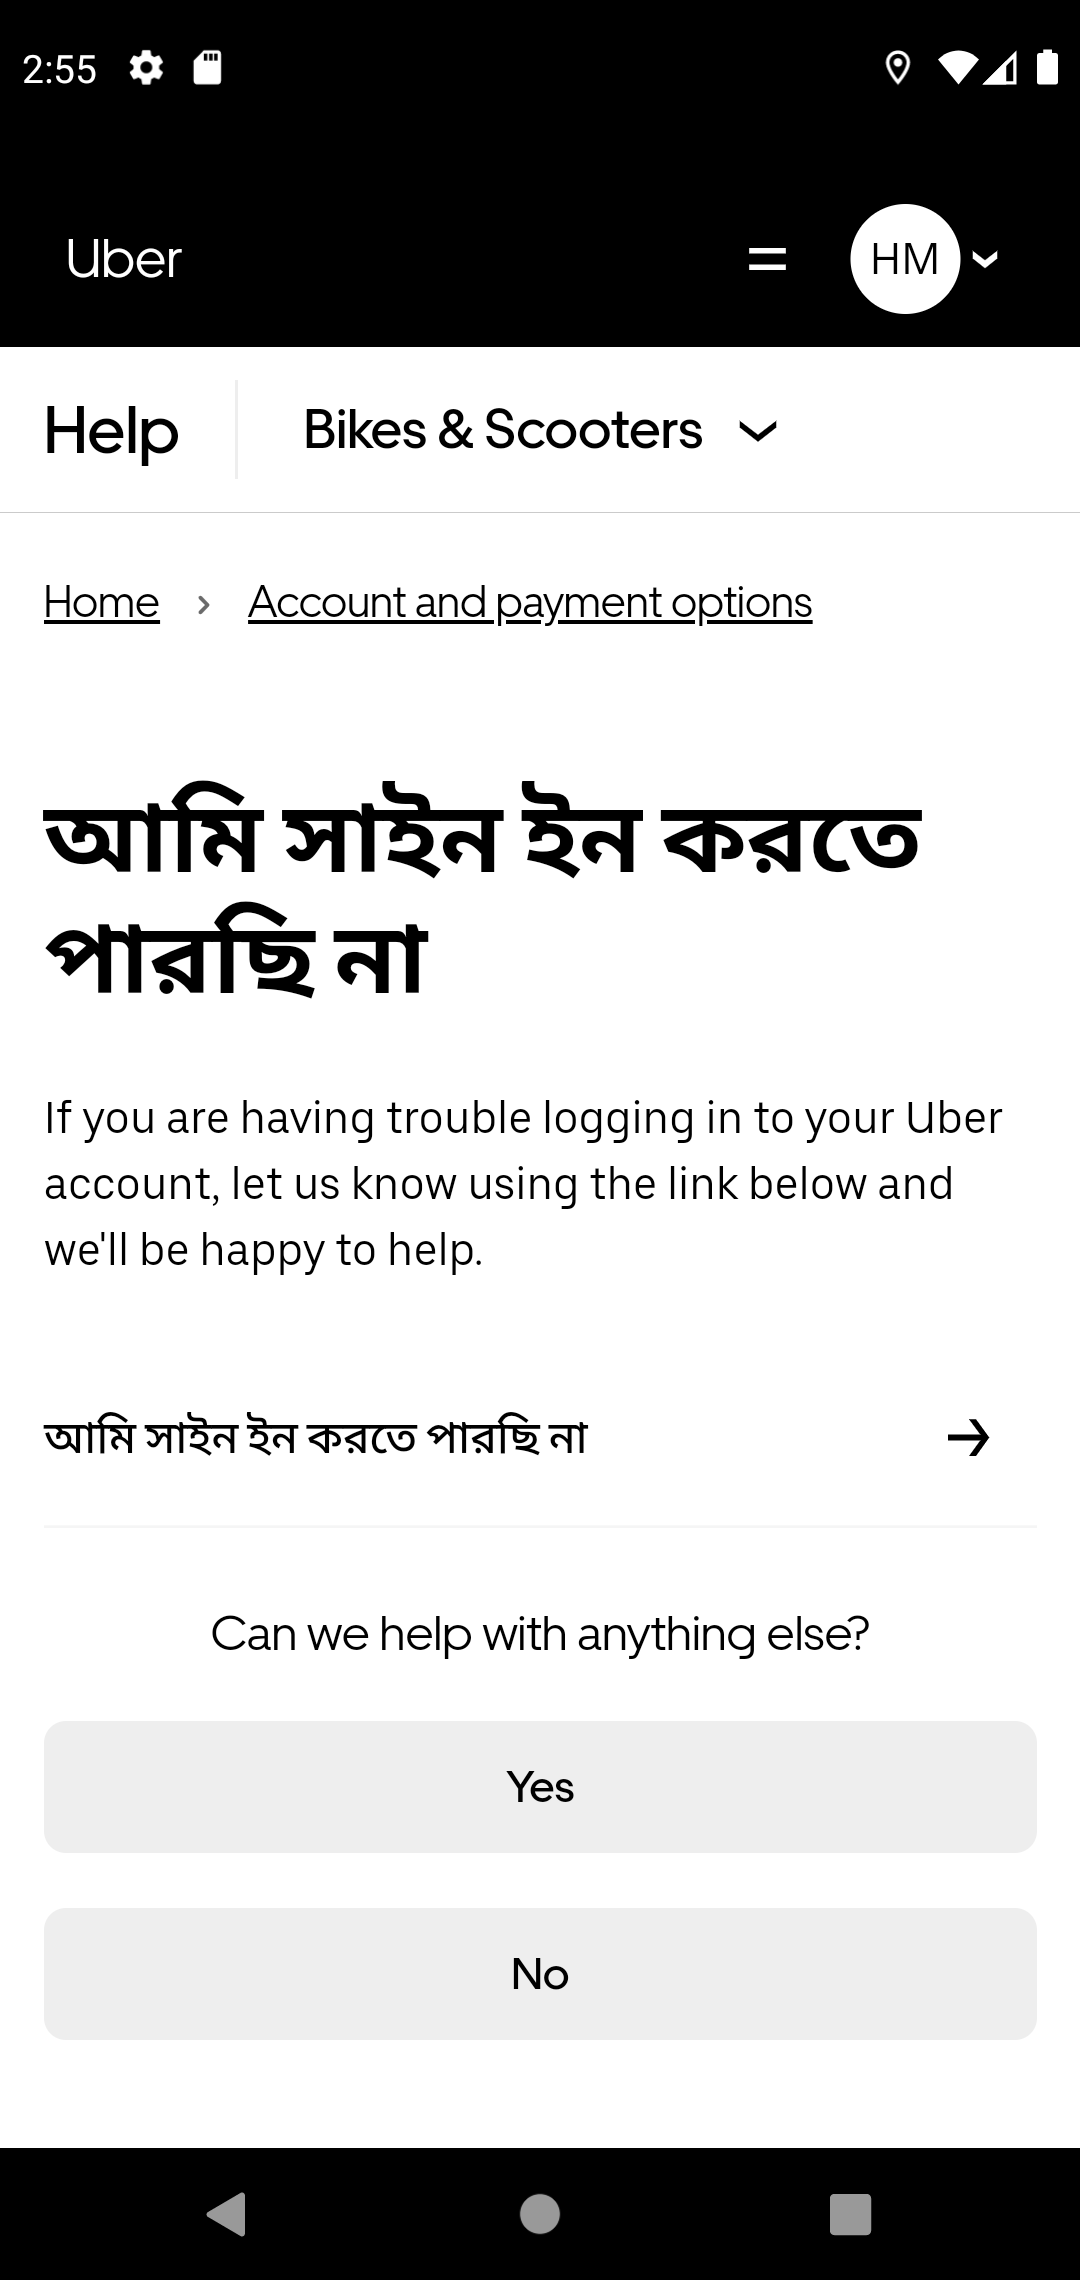 2:55
Uber
HM
Help
Bikes & Scooters
Home
Account and payment options
আমি সাইন ইন করতে
পারছি না
If you are having trouble logging in to your Uber
account, let us know using the link below and
we'll be happy to help.
আমি সাইন ইন করতে পারছি না
Can we help with anything else?
Yes
No